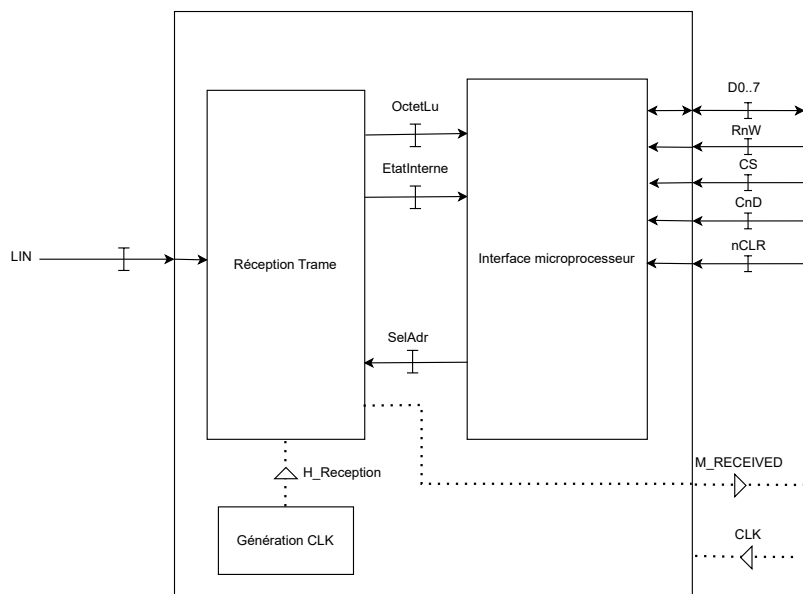 D0..7
OctetLu
RnW
EtatInterne
CS
CnD
nCLR
LIN
Réception Trame
Interface microprocesseur
SelAdr
M_RECEIVED
H_Reception
CLK
Génération CLK